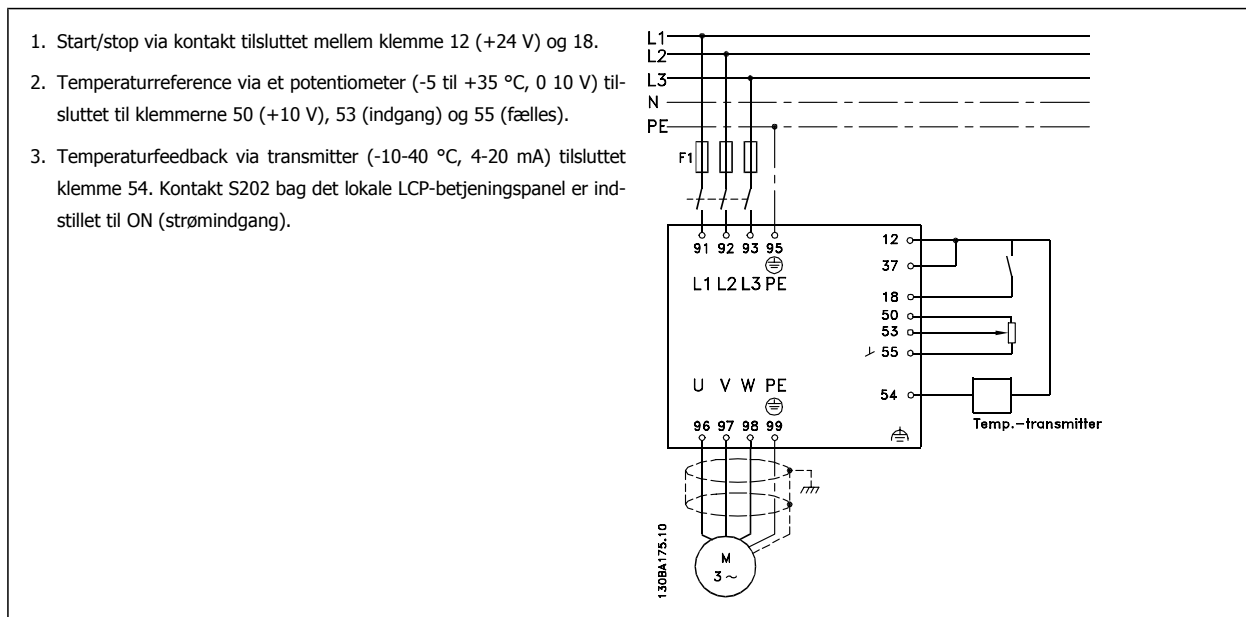 1. Start/stop via kontakt tilsluttet mellem klemme 12 (+24 V) og 18.
2. Temperaturreference via et potentiometer (-5 til +35 °C, 0 10 V) til-
sluttet til klemmerne 50 (+10 V), 53 (indgang) og 55 (fælles).
3. Temperaturfeedback via transmitter (-10-40 °C, 4-20 mA) tilsluttet
klemme 54. Kontakt S202 bag det lokale LCP-betjeningspanel er ind-
stillet til ON (strømindgang).
L1
L2
L3
N
PE
F1
91 92 93 95
L1 L2 L3 PE
12
37
18
50
53
55
54
Temp.-transmitter
U V W PE
96 97 98 99
M
3 ~
130BA175.10